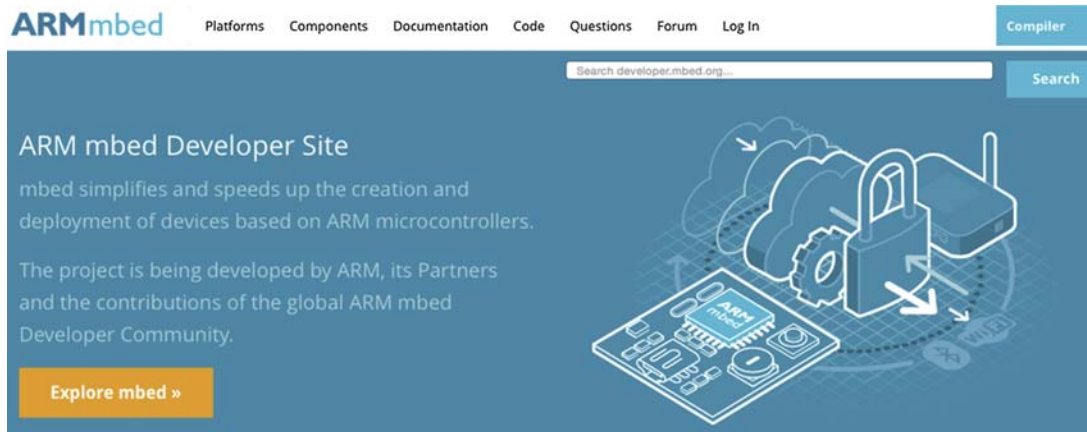 ARMmbed
Platforms Components Documentation Code Questions Forum Log In
Compiler
Search developer.mbed.org...
Search
ARM mbed Developer Site
mbed simplifies and speeds up the creation and
deployment of devices based on ARM microcontrollers.
The project is being developed by ARM, its Partners
and the contributions of the global ARM mbed
Developer Community.
Explore mbed »
ARM
mbed
WiFi